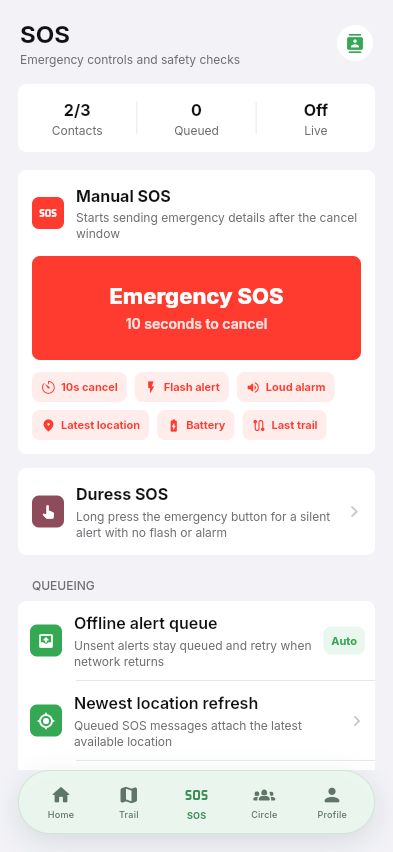 SOS
Emergency controls and safety checks
2/3
0
Off
Contacts
Queued
Live
SOS
Manual SOS
Starts sending emergency details after the cancel
window
Emergency SOS
10 seconds to cancel
10s cancel
Flash alert
Loud alarm
Latest location
Battery
Last trail
Duress SOS
Long press the emergency button for a silent
alert with no flash or alarm
QUEUEING
Offline alert queue
Unsent alerts stay queued and retry when
network returns
Auto
Newest location refresh
Queued SOS messages attach the latest
available location
SOS
Home
Trail
SOS
Circle
Profile